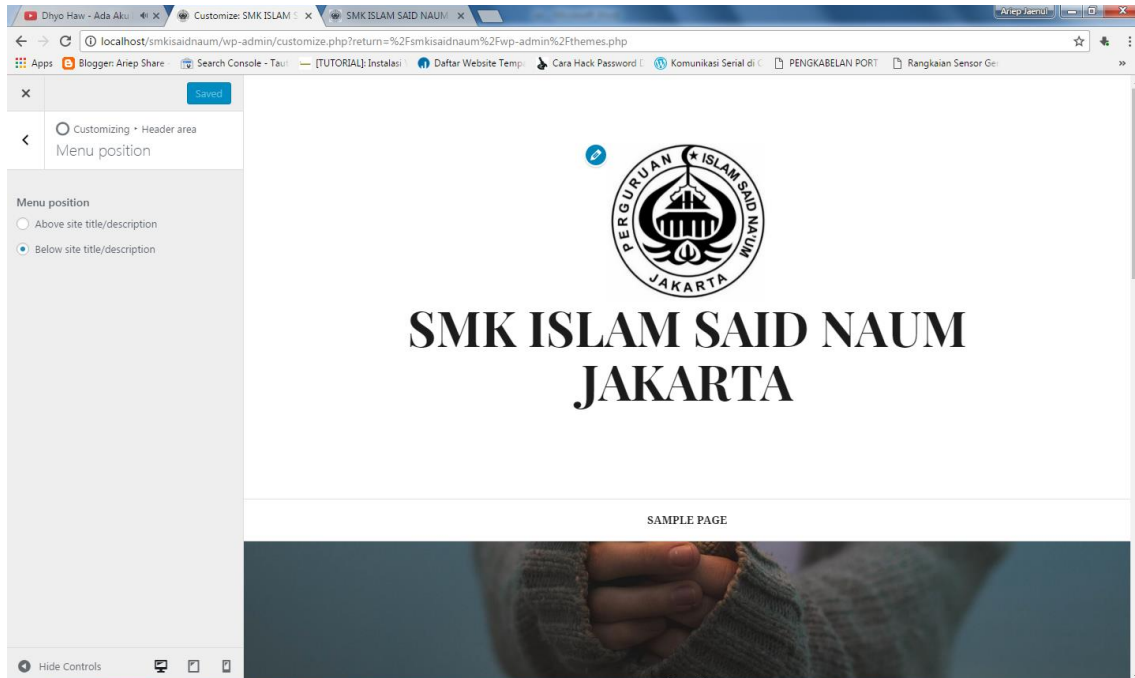 Dhyo Haw - Ada Aku
Customize: SMK ISLAM S
SMK ISLAM SAID NAUM
Ariep Jaenul
localhost/smkisaidnaum/wp-admin/customize.php?return=%2Fsmkisaidnaum%2Fwp-admin%2Fthemes.php
Apps Blogger: Ariep Share - Search Console - Taut [TUTORIAL]: Instalasi Daftar Website Temp Cara Hack Password Komunikasi Serial di PENGKABELAN PORT Rangkaian Sensor Ge »
Saved
Customizing ‣ Header area
Menu position
Menu position
Above site title/description
Below site title/description
Hide Controls
PERGURUAN ISLAM SAID NA'UM
JAKARTA
SMK ISLAM SAID NAUM
JAKARTA
SAMPLE PAGE